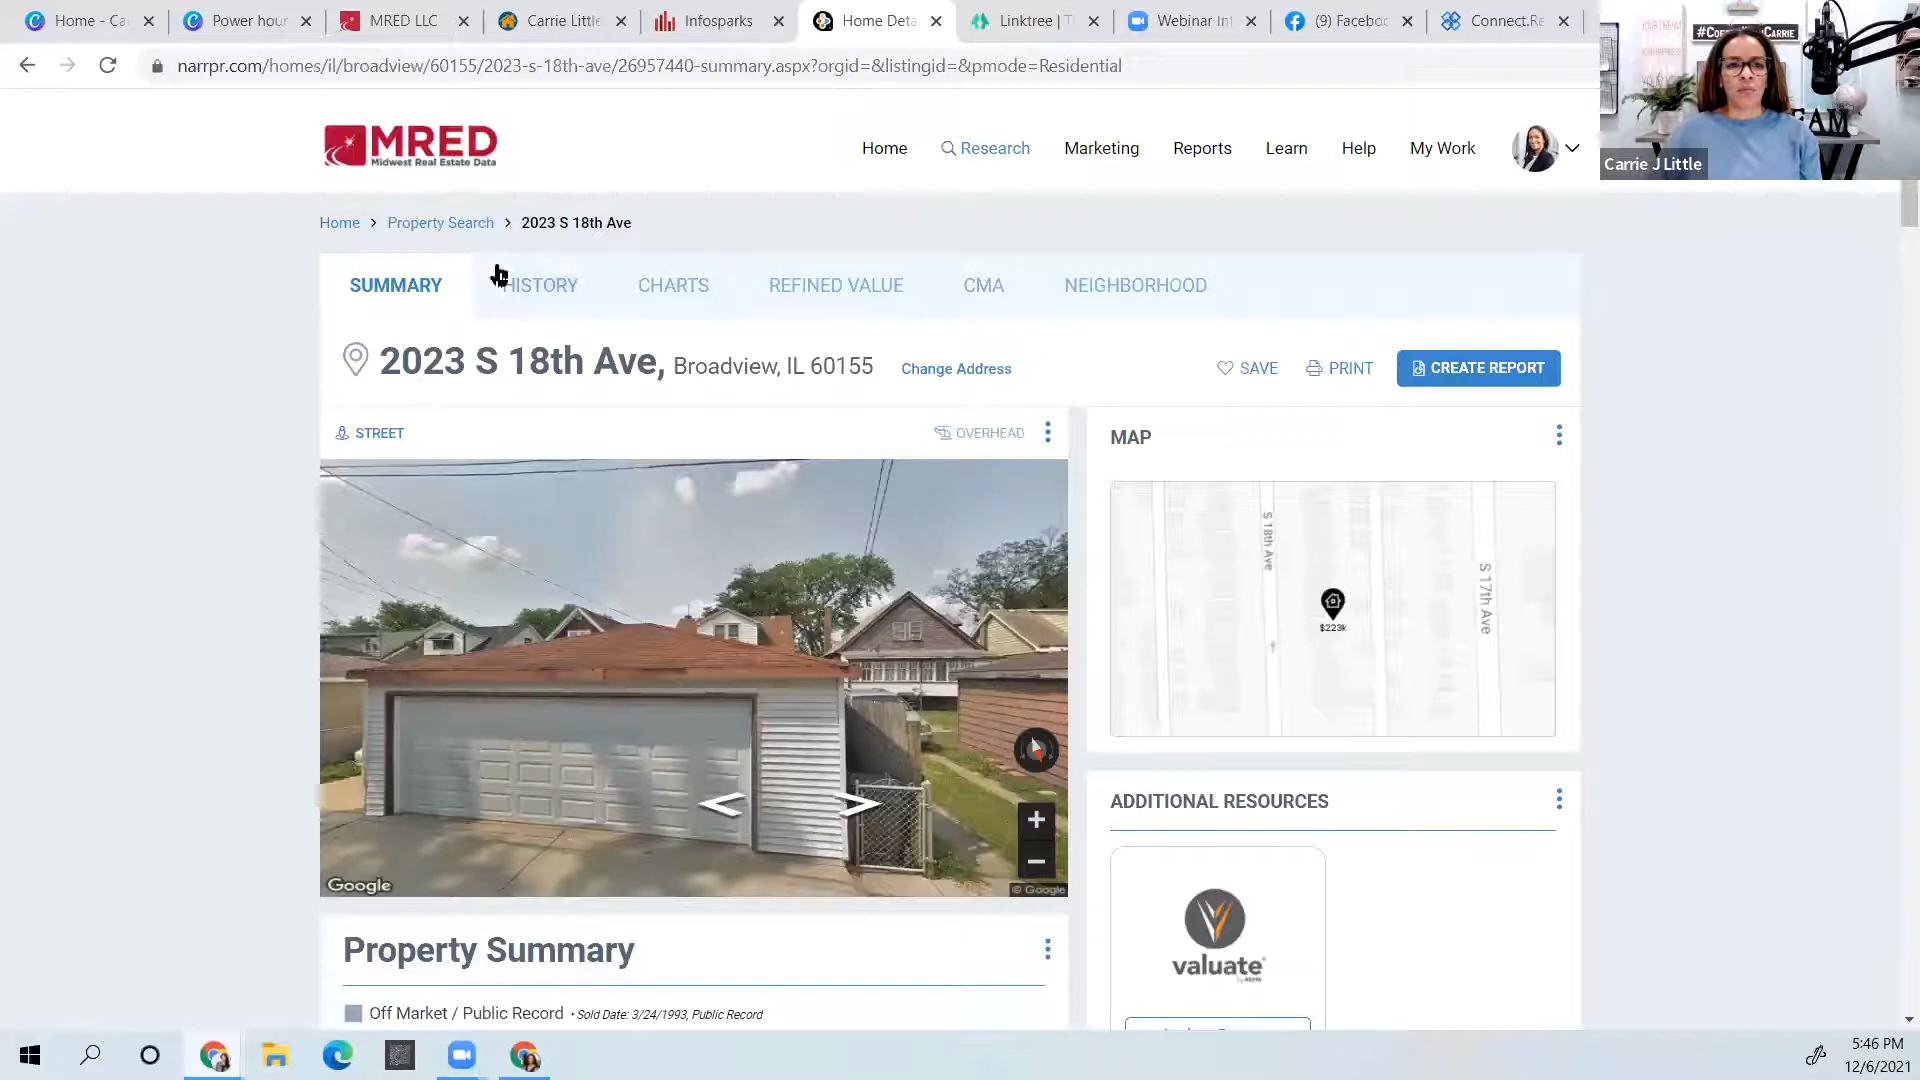 Home - Ca
Power hour
MRED LLC
Carrie Little
Infosparks
Home Deta
Linktree | T
Webinar In
(9) Faceboo
Connect.Re
narrpr.com/homes/il/broadview/60155/2023-s-18th-ave/26957440-summary.aspx?orgid=&listingid=&pmode=Residential
Carrie J Little
MRED
Midwest Real Estate Data
Home
Research
Marketing
Reports
Learn
Help
My Work
Home > Property Search > 2023 S 18th Ave
SUMMARY
HISTORY
CHARTS
REFINED VALUE
CMA
NEIGHBORHOOD
2023 S 18th Ave, Broadview, IL 60155
Change Address
SAVE
PRINT
CREATE REPORT
STREET
OVERHEAD
MAP
S 18th Ave
S 17th Ave
$223k
Google
© Google
ADDITIONAL RESOURCES
valuate
Property Summary
Off Market / Public Record • Sold Date: 3/24/1993, Public Record
5:46 PM
12/6/2021